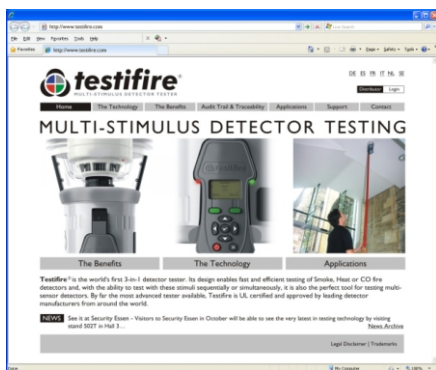 http://www.testifire.com
File Edit View Favorites Tools Help
Favorites http://www.testifire.com
Page Safety Tools
DE ES FR IT NL SE
testifire®
MULTI-STIMULUS DETECTOR TESTER
Distributor Login
Home The Technology The Benefits Audit Trail & Traceability Applications Support Contact
MULTI-STIMULUS DETECTOR TESTING
testifire
The Benefits The Technology Applications
Testifire® is the world's first 3-in-1 detector tester. Its design enables fast and efficient testing of Smoke, Heat or CO fire
detectors and, with the ability to test with these stimuli sequentially or simultaneously, it is also the perfect tool for testing multi-
sensor detectors. By far the most advanced tester available, Testifire is UL certified and approved by leading detector
manufacturers from around the world.
NEWS See it at Security Essen - Visitors to Security Essen in October will be able to see the very latest in testing technology by visiting
stand 502T in Hall 3...
News Archive
Legal Disclaimer | Trademarks
Done My Computer 100%